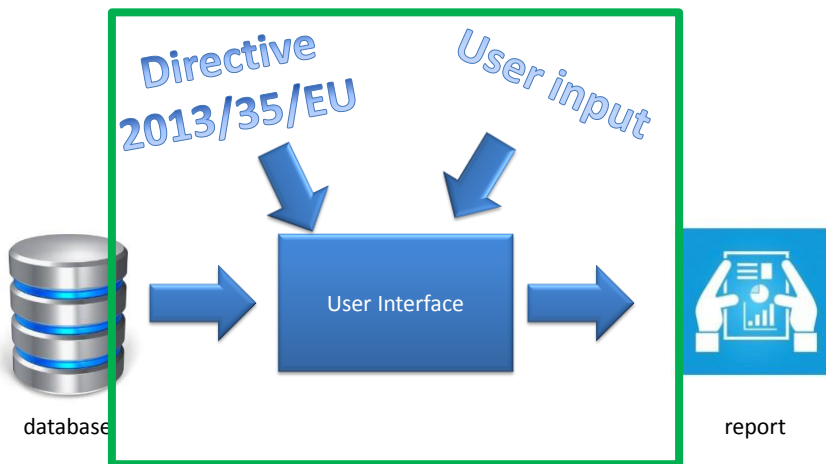 Directive
2013/35/EU
User input
User Interface
database
report